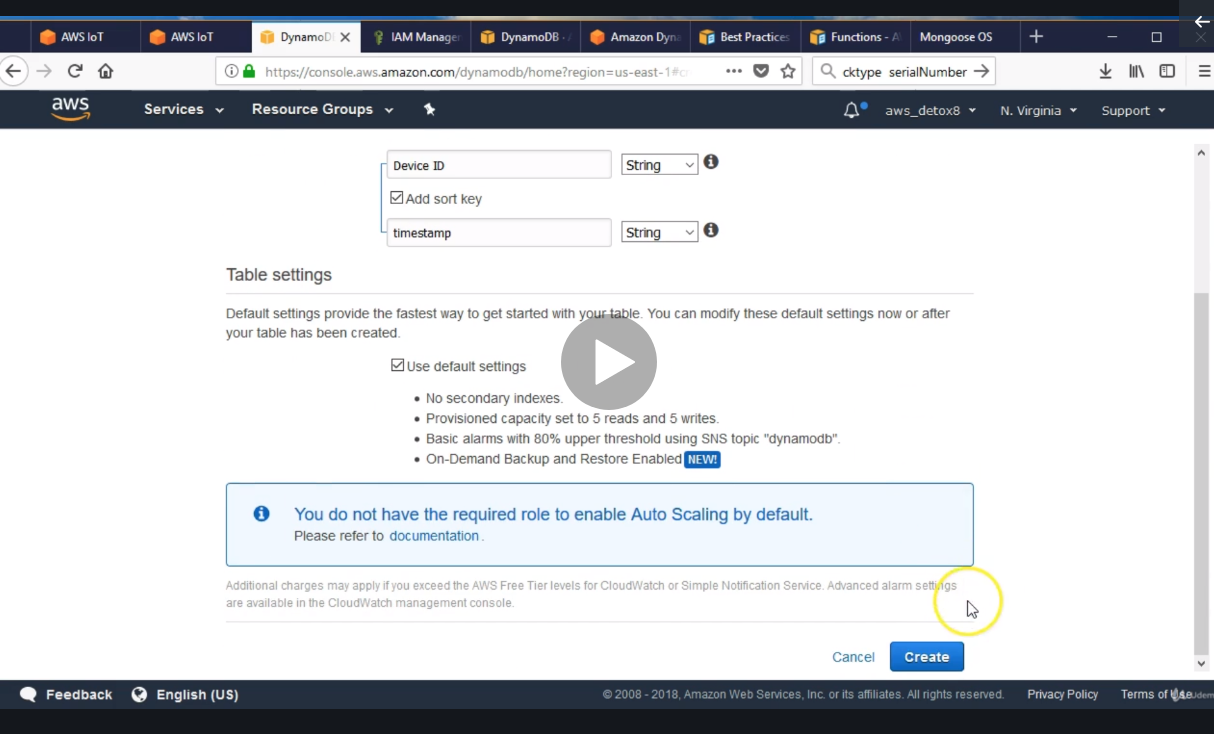 AWS IoT
AWS IoT
DynamoD
IAM Manager
DynamoDB - A
Amazon Dyna
Best Practices
Functions - A
Mongoose OS
https://console.aws.amazon.com/dynamodb/home?region=us-east-1#c
cktype serialNumber
aws
Services
Resource Groups
aws_detox8
N. Virginia
Support
Device ID
String
Add sort key
timestamp
String
Table settings
Default settings provide the fastest way to get started with your table. You can modify these default settings now or after
your table has been created.
Use default settings
• No secondary indexes.
• Provisioned capacity set to 5 reads and 5 writes.
• Basic alarms with 80% upper threshold using SNS topic "dynamodb".
• On-Demand Backup and Restore Enabled NEW!
You do not have the required role to enable Auto Scaling by default.
Please refer to documentation.
Additional charges may apply if you exceed the AWS Free Tier levels for CloudWatch or Simple Notification Service. Advanced alarm settings
are available in the CloudWatch management console.
Cancel
Create
Feedback
English (US)
© 2008 - 2018, Amazon Web Services, Inc. or its affiliates. All rights reserved.
Privacy Policy
Terms of Use